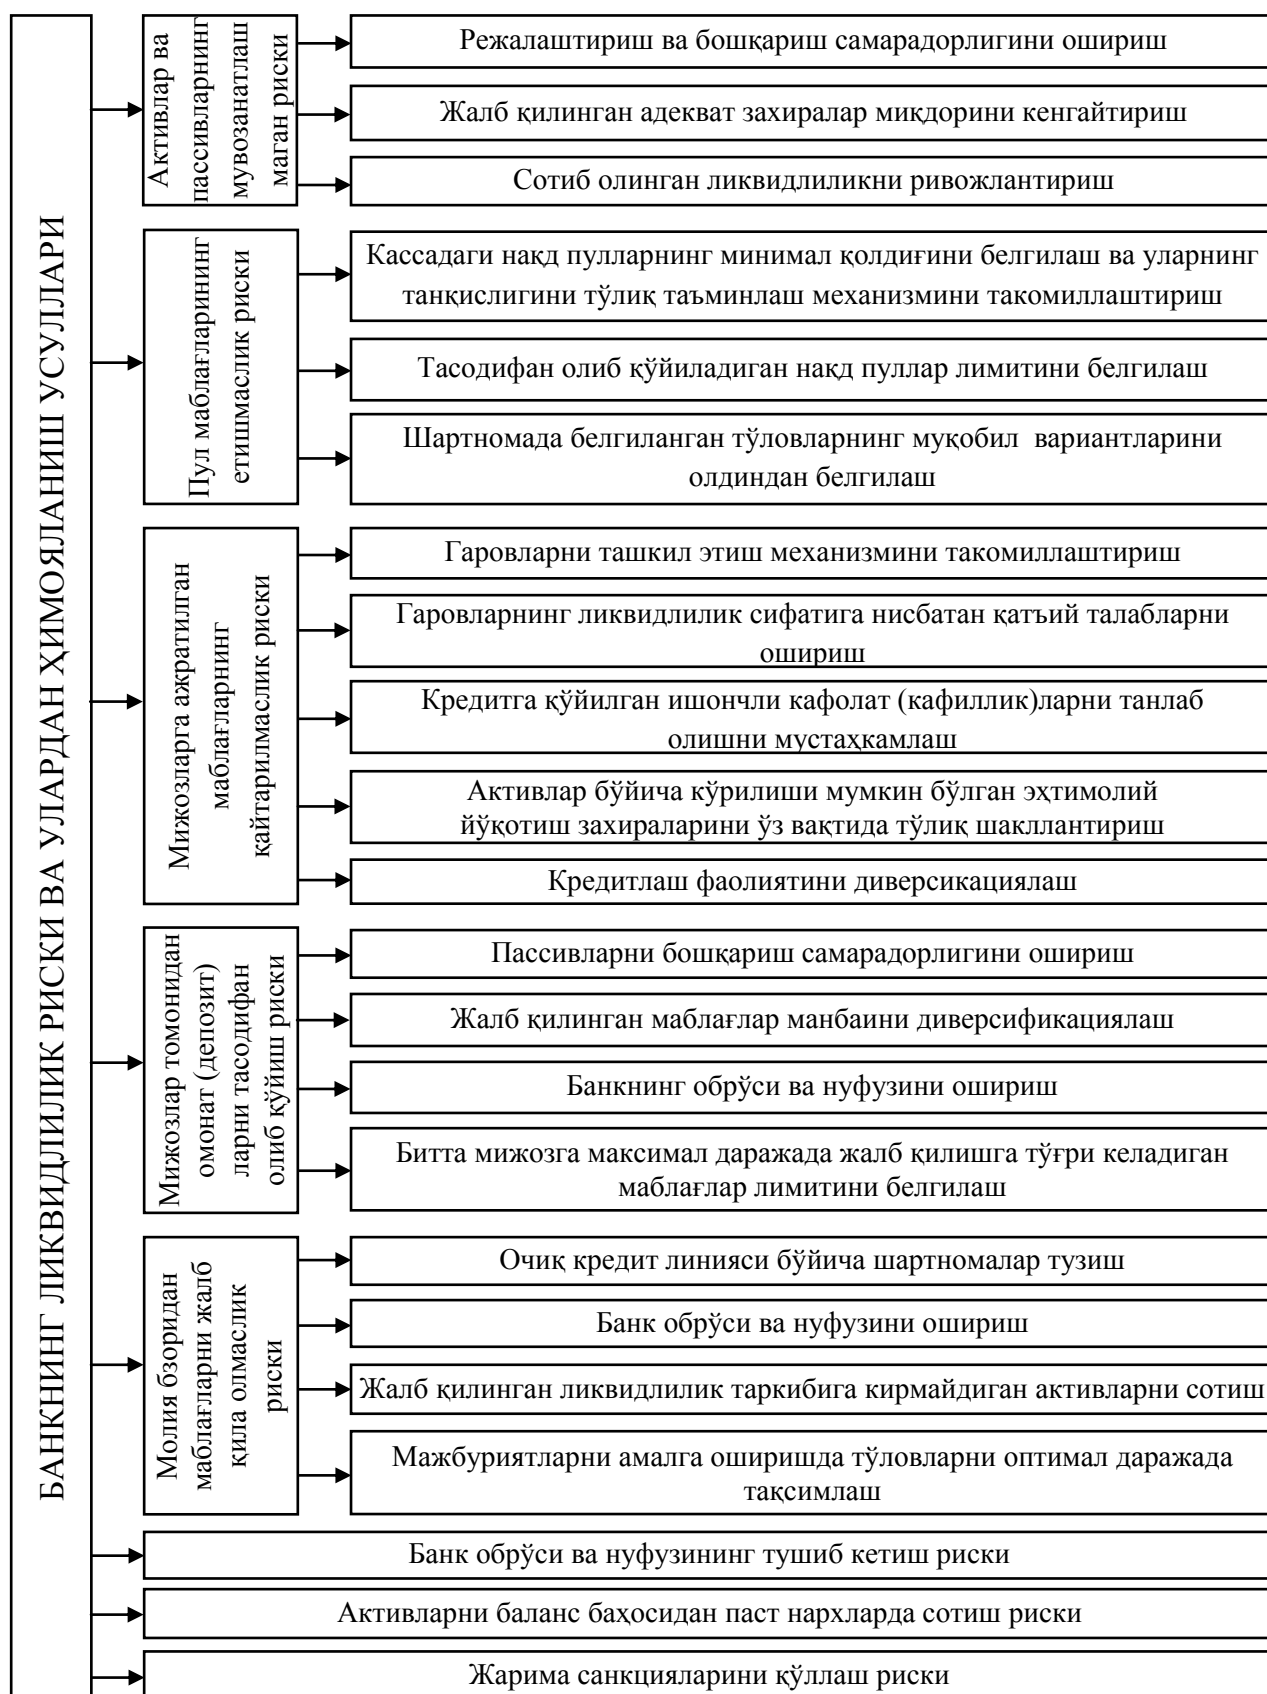 БАНКНИНГ ЛИКВИДЛИЛИК РИСКИ ВА УЛАРДАН ҲИМОЯЛАНИШ УСУЛЛАРИ
Активлар ва
пассивларнинг
мувозанатлаш
маган риски
Режалаштириш ва бошқариш самарадорлигини ошириш
Жалб қилинган адекват захиралар миқдорини кенгайтириш
Сотиб олинган ликвидлиликни ривожлантириш
Пул маблағларининг
етишмаслик риски
Кассадаги нақд пулларнинг минимал қолдиғини белгилаш ва уларнинг
танқислигини тўлиқ таъминлаш механизмини такомиллаштириш
Тасодифан олиб қўйиладиган нақд пуллар лимитини белгилаш
Шартномада белгиланган тўловларнинг муқобил вариантларини
олдиндан белгилаш
Мижозларга ажратилган
маблағларнинг
қайтарилмаслик риски
Гаровларни ташкил этиш механизмини такомиллаштириш
Гаровларнинг ликвидлилик сифатига нисбатан қатъий талабларни
ошириш
Кредитга қўйилган ишончли кафолат (кафиллик)ларни танлаб
олишни мустаҳкамлаш
Активлар бўйича кўрилиши мумкин бўлган эҳтимолий
йўқотиш захираларини ўз вақтида тўлиқ шакллантириш
Кредитлаш фаолиятини диверсикациялаш
Мижозлар томонидан
омонат (депозит)
ларни тасодифан
олиб қўйиш риски
Пассивларни бошқариш самарадорлигини ошириш
Жалб қилинган маблағлар манбаини диверсификациялаш
Банкнинг обрўси ва нуфузини ошириш
Битта мижозга максимал даражада жалб қилишга тўғри келадиган
маблағлар лимитини белгилаш
Молия бзоридан
маблағларни жалб
қила олмаслик
риски
Очиқ кредит линияси бўйича шартномалар тузиш
Банк обрўси ва нуфузини ошириш
Жалб қилинган ликвидлилик таркибига кирмайдиган активларни сотиш
Мажбуриятларни амалга оширишда тўловларни оптимал даражада
тақсимлаш
Банк обрўси ва нуфузининг тушиб кетиш риски
Активларни баланс баҳосидан паст нархларда сотиш риски
Жарима санкцияларини қўллаш риски